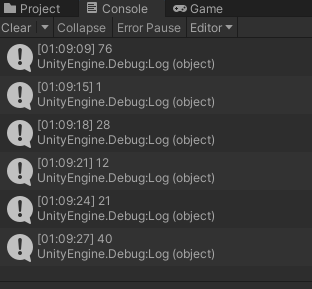 Project Console Game
Clear Collapse Error Pause Editor
[01:09:09] 76
UnityEngine.Debug:Log (object)
[01:09:15] 1
UnityEngine.Debug:Log (object)
[01:09:18] 28
UnityEngine.Debug:Log (object)
[01:09:21] 12
UnityEngine.Debug:Log (object)
[01:09:24] 21
UnityEngine.Debug:Log (object)
[01:09:27] 40
UnityEngine.Debug:Log (object)